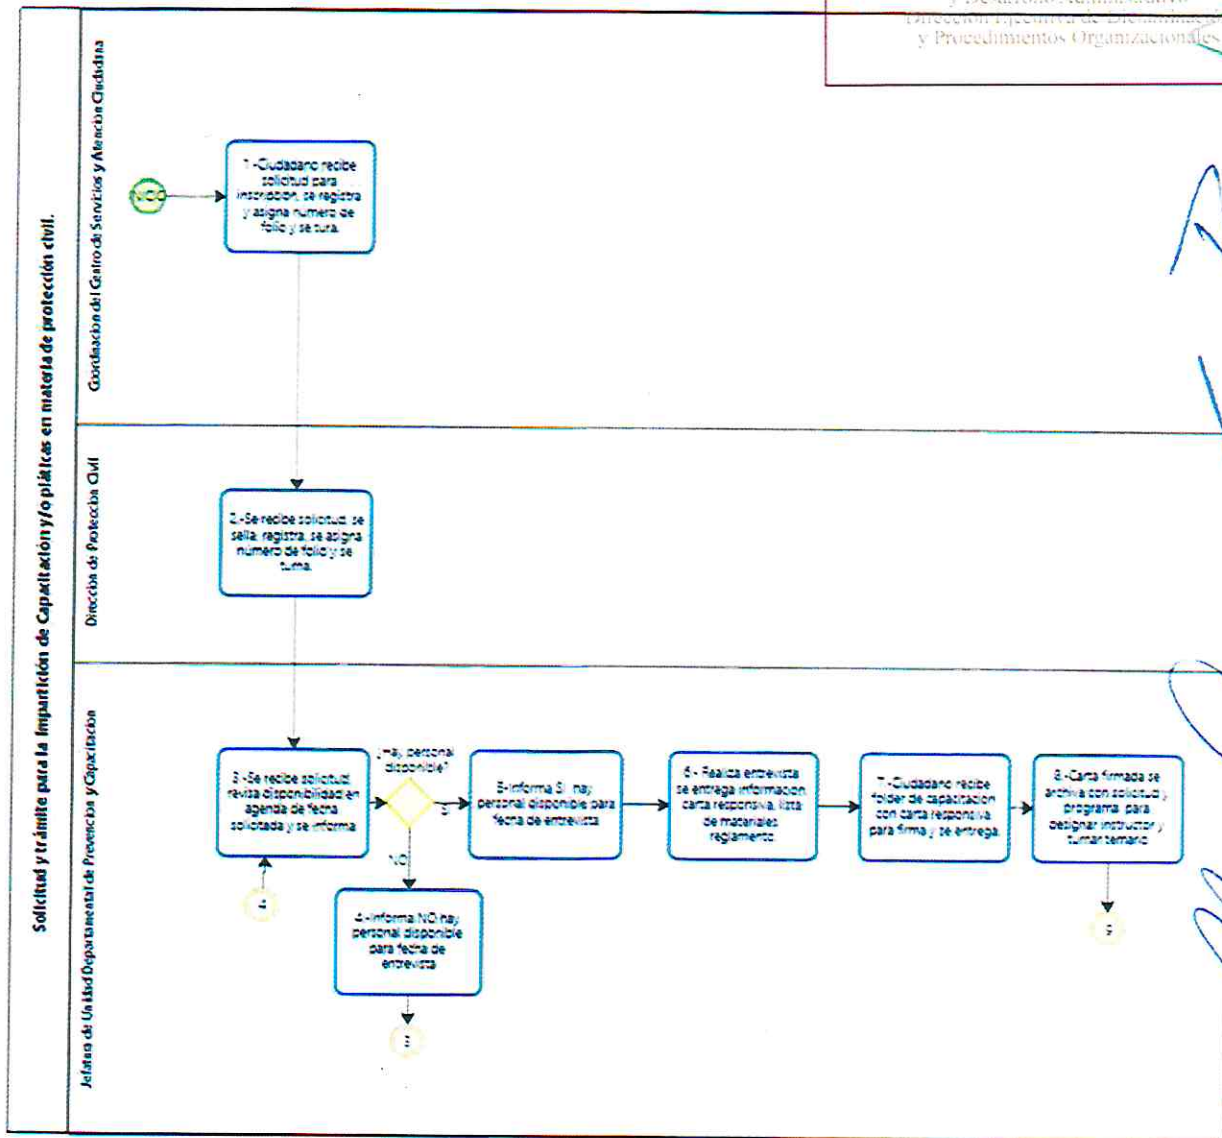 y Desarrollo Administrativo
Dirección Ejecutiva de Dictaminación
y Procedimientos Organizacionales
Solicitud y trámite para la Impartición de Capacitación y/o pláticas en materia de protección civil.
Coordinación del Centro de Servicios y Atención Ciudadana
1.-Ciudadano recibe
solicitud para
inscripción, se registra
y asigna número de
folio y se tura.
Dirección de Protección Civil
2.-Se recibe solicitud, se
sella, registra, se asigna
número de folio y se
turna.
Jefatura de Unidad Departamental de Prevención y Capacitación
3.-Se recibe solicitud,
revisa disponibilidad en
agenda de fecha
solicitada y se informa
¿Hay personal
disponible?
SI
NO
4
4.-Informa NO hay
personal disponible
para fecha de
entrevista
3
5-Informa SI hay
personal disponible para
fecha de entrevista
6.- Realiza entrevista
se entrega información
carta responsiva, lista
de materiales
reglamento.
7.-Ciudadano recibe
folder de capacitación
con carta responsiva
para firma y se entrega.
8.-Carta firmada se
archiva con solicitud y
programa para
designar instructor y
turnar temario
9